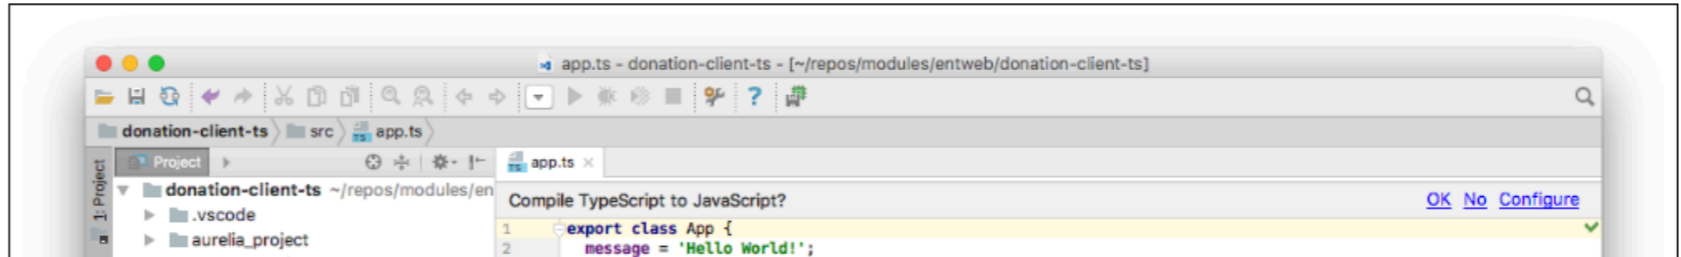 app.ts - donation-client-ts - [~/repos/modules/entweb/donation-client-ts]
donation-client-ts src app.ts
1: Project
Project
app.ts
donation-client-ts ~/repos/modules/en
.vscode
aurelia_project
Compile TypeScript to JavaScript? OK No Configure
1 export class App {
2 message = 'Hello World!';